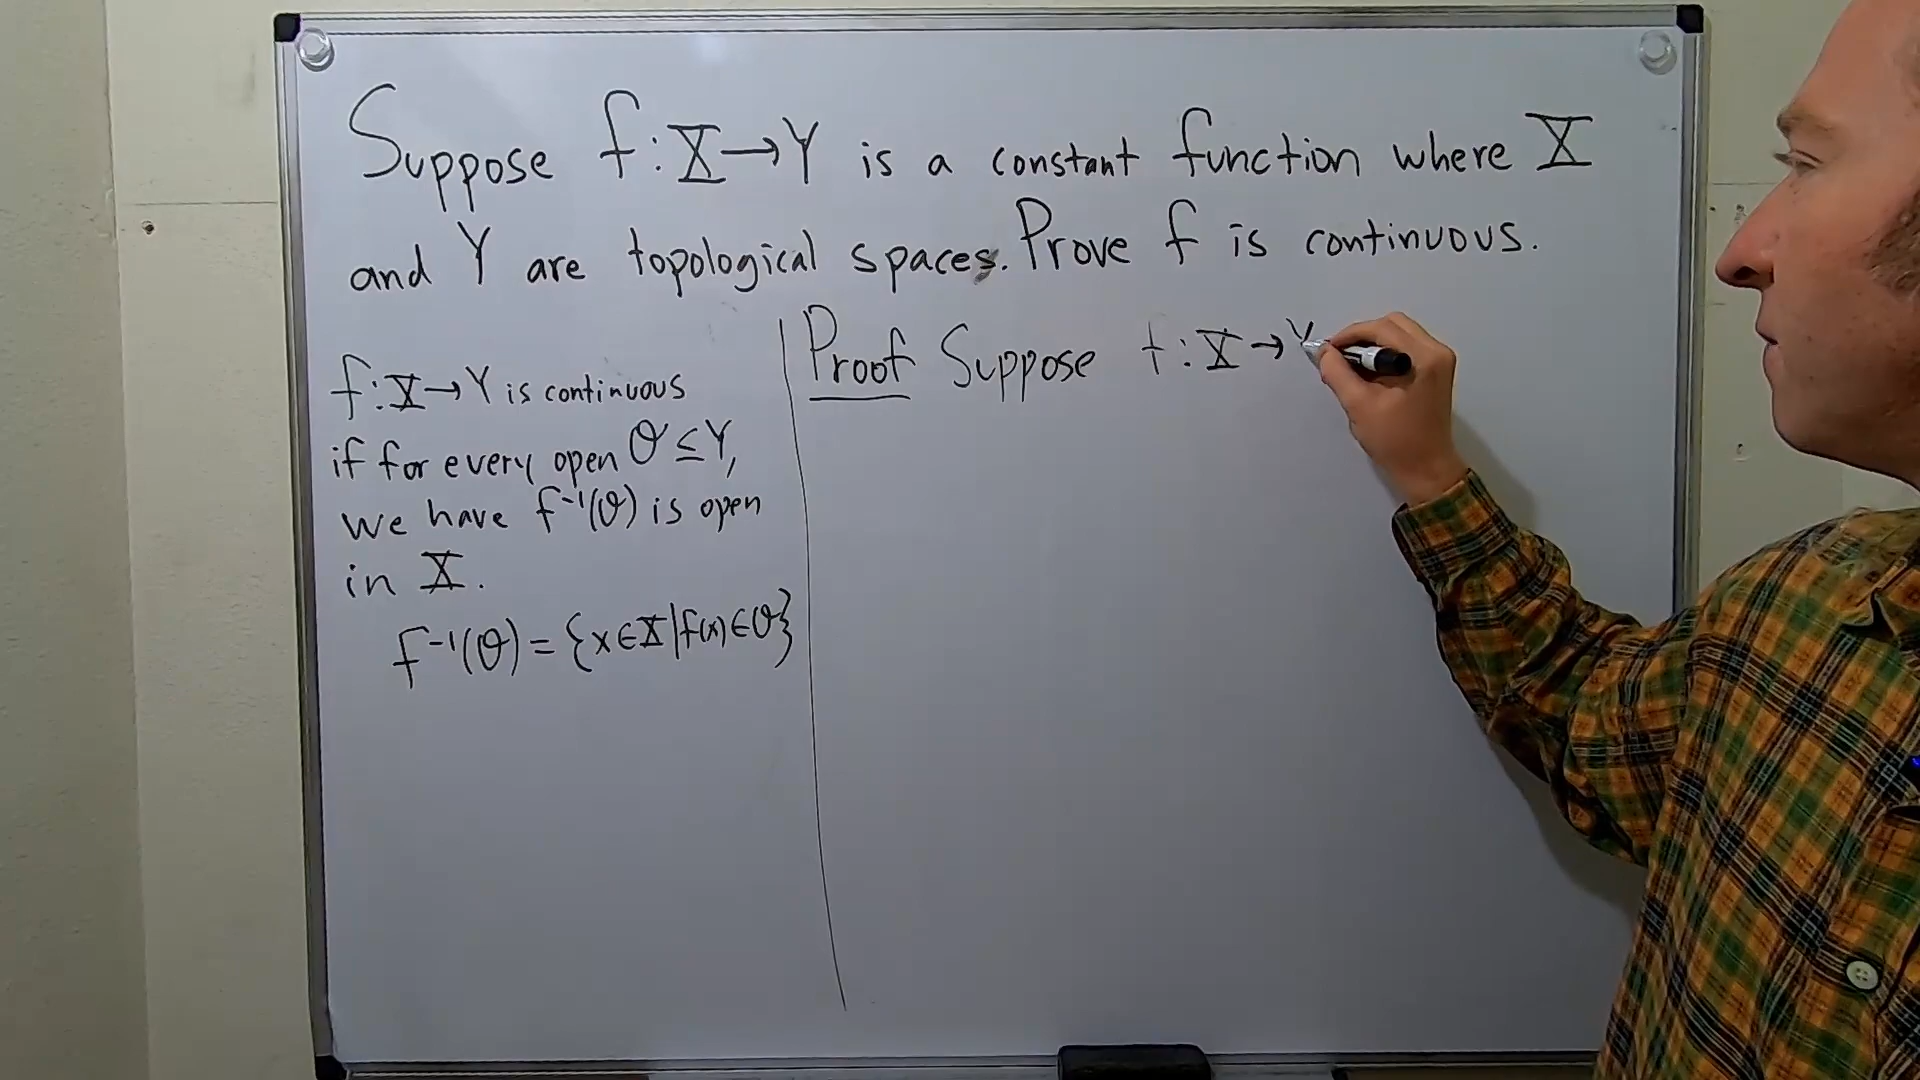 Suppose f:X→Y is a constant function where X
and Y are topological spaces. Prove f is continuous.
f:X→Y is continuous
if for every open O⊆Y,
we have f⁻¹(O) is open
in X.
f⁻¹(O) = {x∈X|f(x)∈O}
Proof Suppose f:X→Y